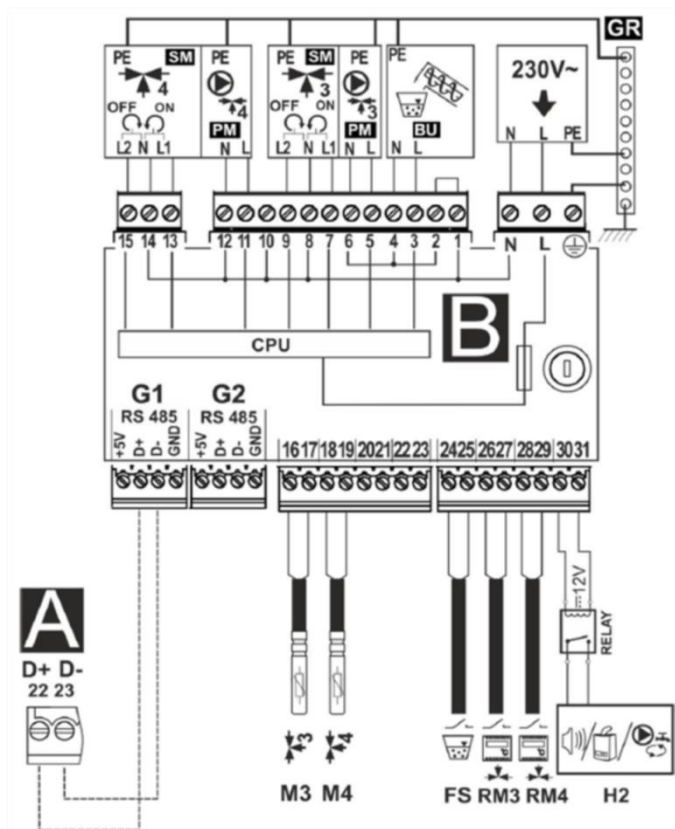 GR
PE SM PE PE SM PE PE 230V~
4 4 3 3
OFF ON PM OFF ON PM BU N L PE
L2 N L1 N L L2 N L1 N L N L
15 14 13 12 11 10 9 8 7 6 5 4 3 2 1 N L
B
CPU
G1 G2
RS 485 RS 485
+5V D+ D- GND +5V D+ D- GND 16 17 18 19 20 21 22 23 24 25 26 27 28 29 30 31
12V
A
RELAY
D+ D-
22 23
3 4
M3 M4 FS RM3 RM4 H2